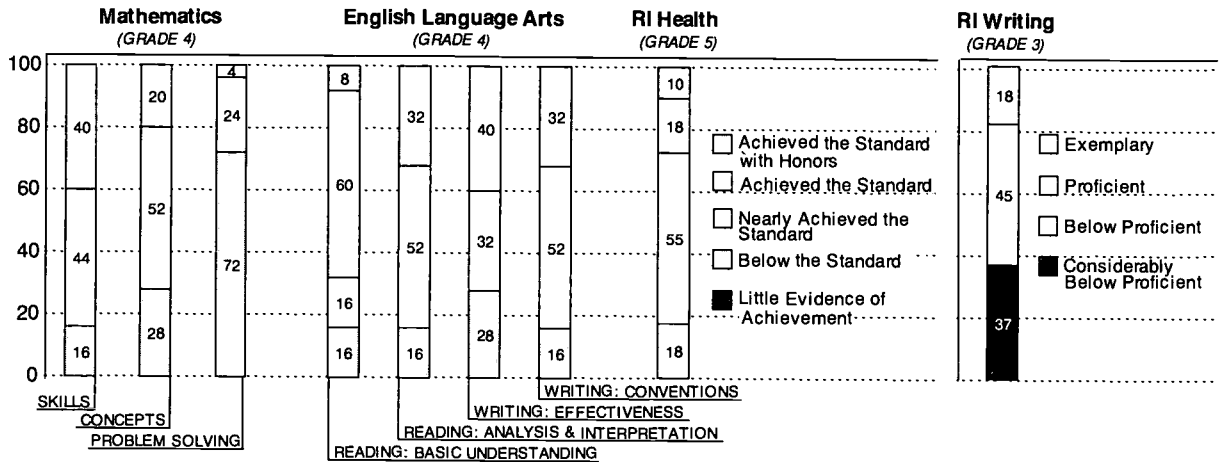 Mathematics
(GRADE 4)
English Language Arts
(GRADE 4)
RI Health
(GRADE 5)
RI Writing
(GRADE 3)
100
80
60
40
20
0
40
44
16
20
52
28
4
24
72
8
60
16
16
32
52
16
40
32
28
32
52
16
10
18
55
18
Achieved the Standard
with Honors
Achieved the Standard
Nearly Achieved the
Standard
Below the Standard
Little Evidence of
Achievement
18
45
37
Exemplary
Proficient
Below Proficient
Considerably
Below Proficient
SKILLS
CONCEPTS
PROBLEM SOLVING
WRITING: CONVENTIONS
WRITING: EFFECTIVENESS
READING: ANALYSIS & INTERPRETATION
READING: BASIC UNDERSTANDING